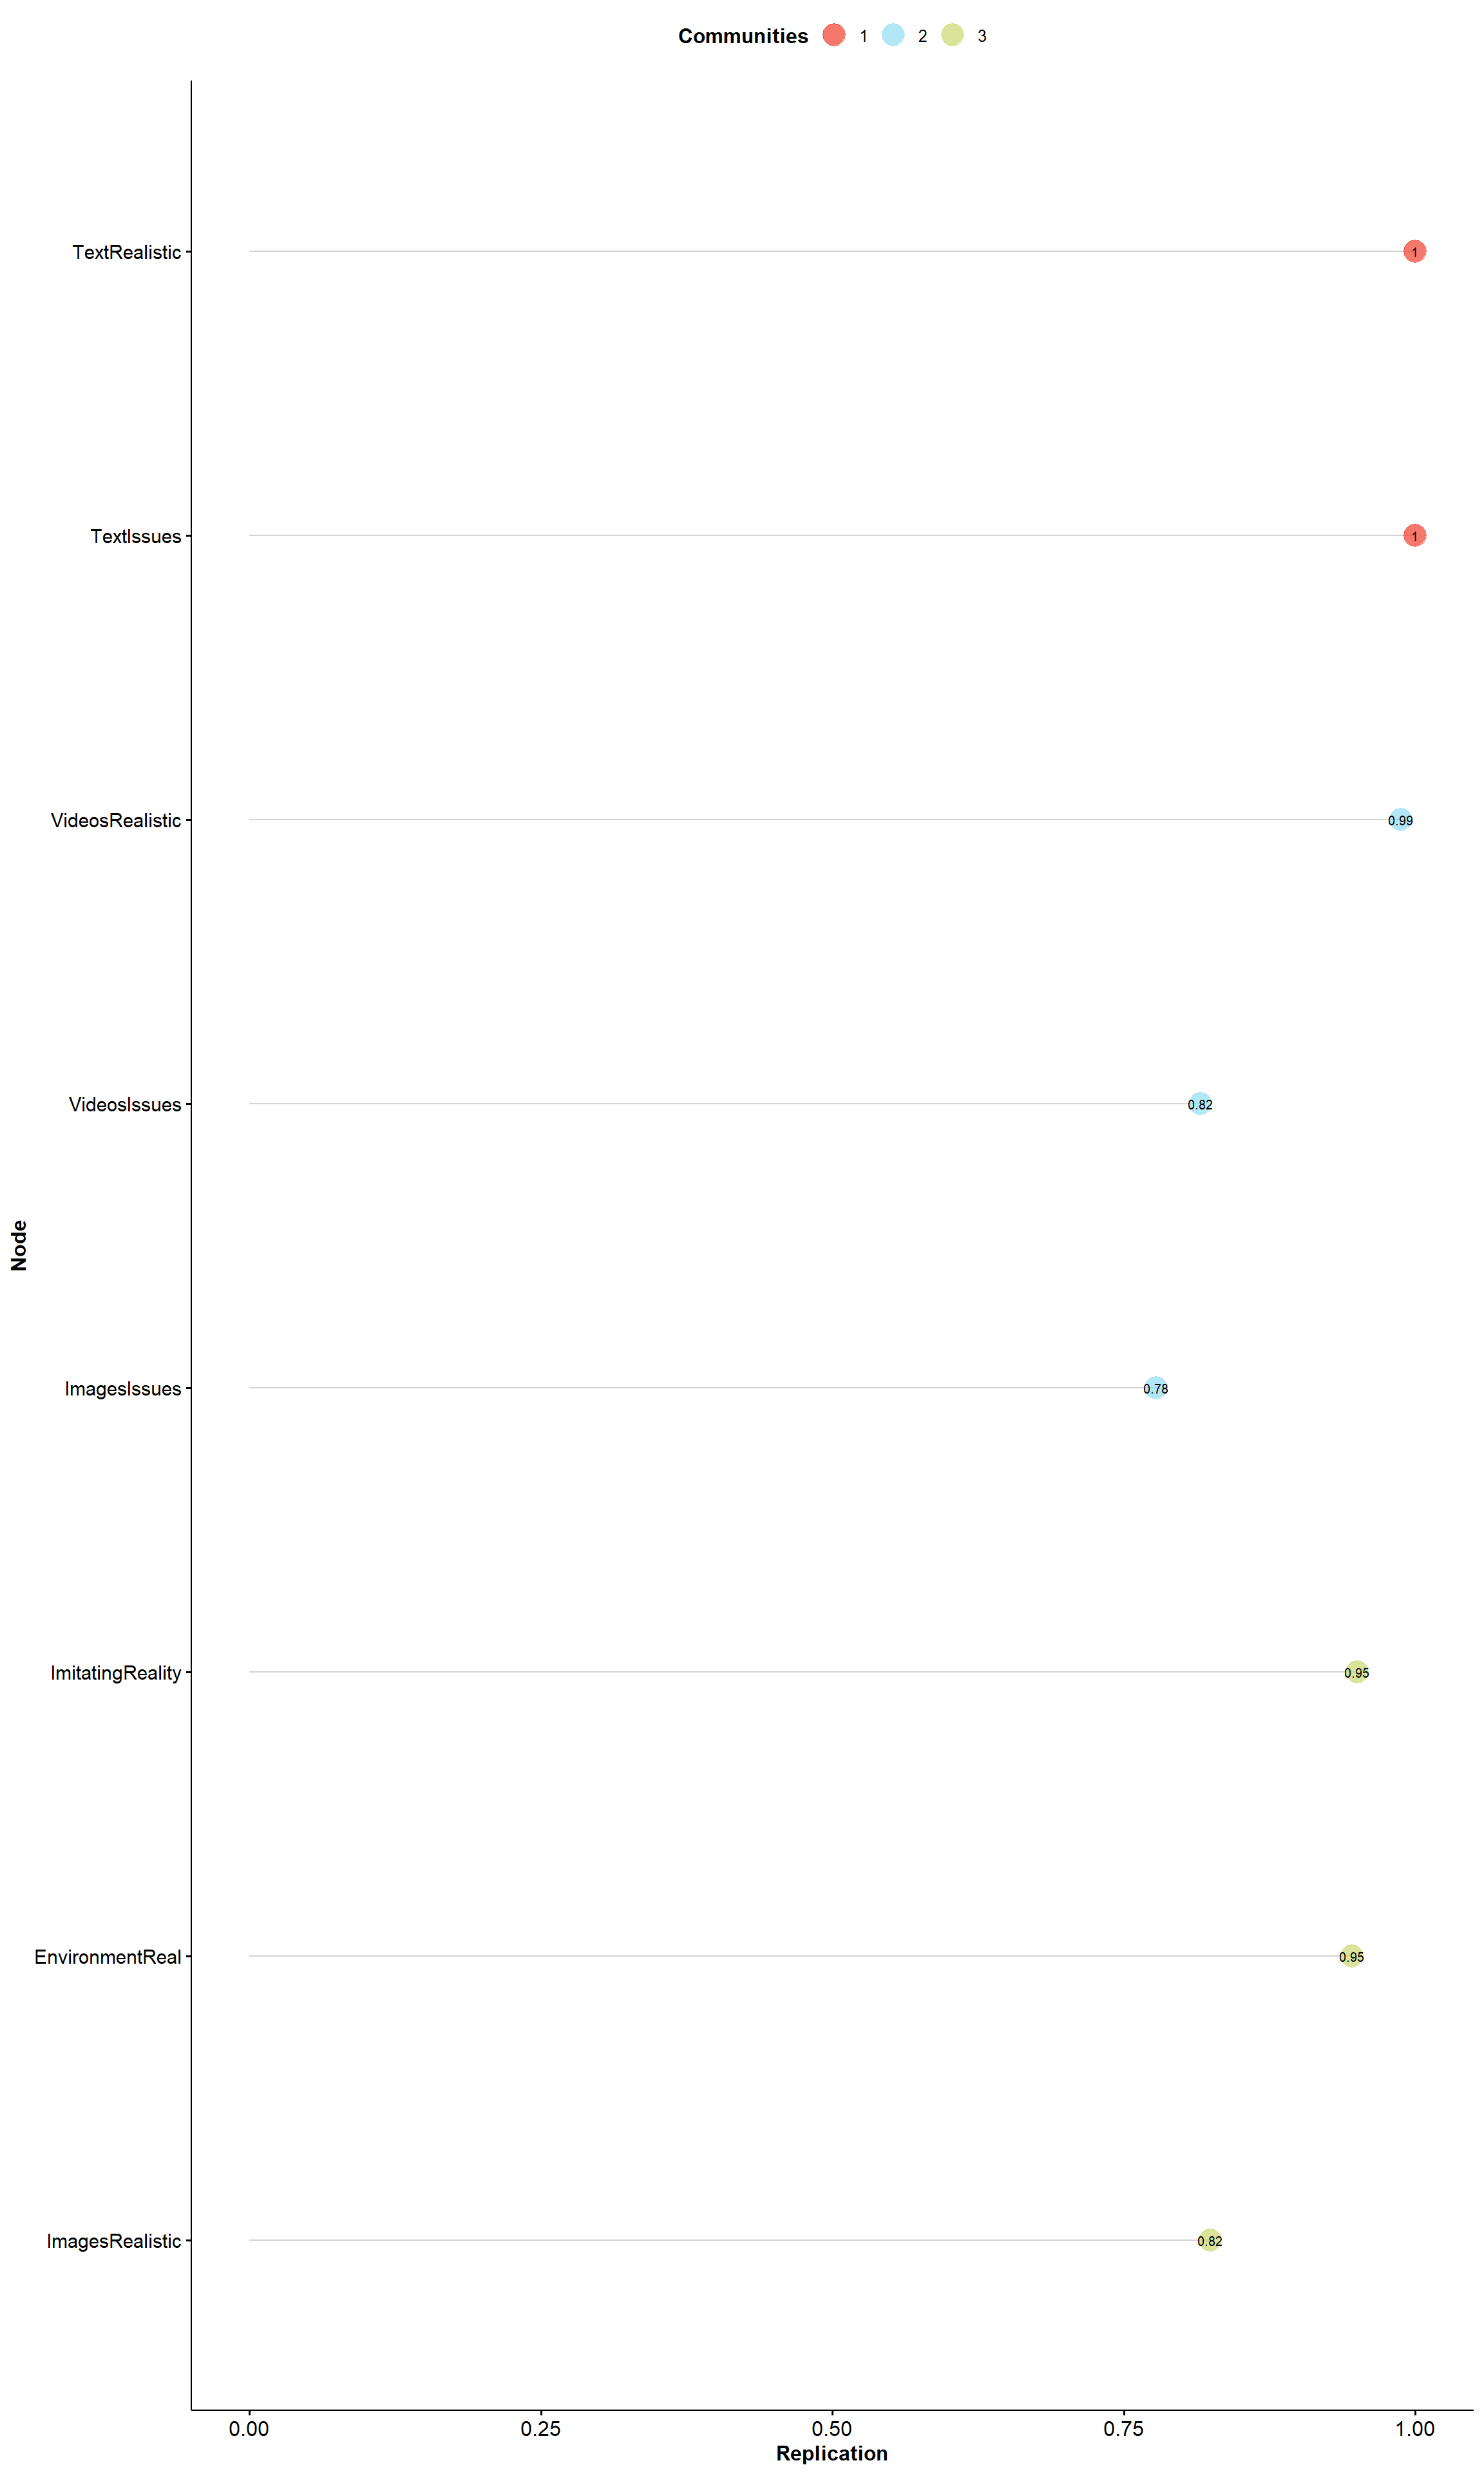 Communities 1 2 3
TextRealistic 1
TextIssues 1
VideosRealistic 0.99
VideosIssues 0.82
Node
ImagesIssues 0.78
ImitatingReality 0.95
EnvironmentReal 0.95
ImagesRealistic 0.82
0.00 0.25 0.50 0.75 1.00
Replication